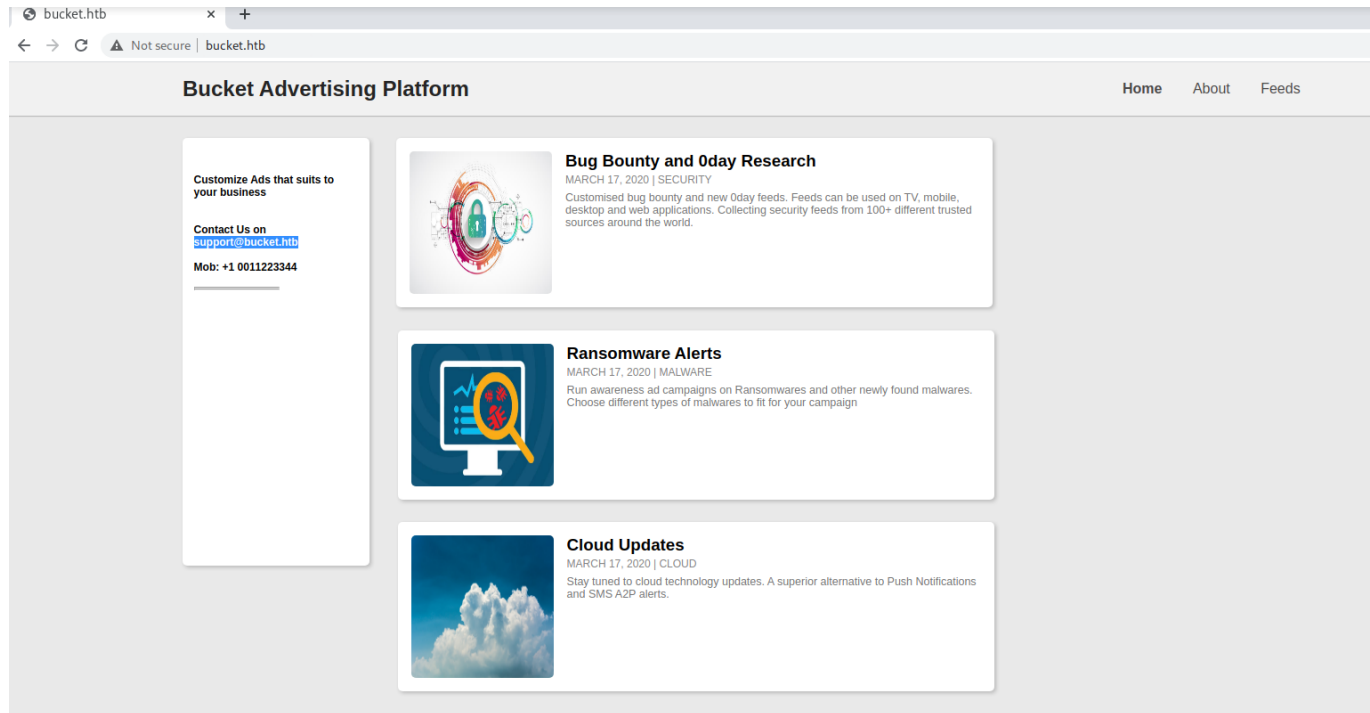 bucket.htb
Not secure | bucket.htb
Bucket Advertising Platform
Home
About
Feeds
Customize Ads that suits to
your business
Contact Us on
support@bucket.htb
Mob: +1 0011223344
Bug Bounty and 0day Research
MARCH 17, 2020 | SECURITY
Customised bug bounty and new 0day feeds. Feeds can be used on TV, mobile,
desktop and web applications. Collecting security feeds from 100+ different trusted
sources around the world.
Ransomware Alerts
MARCH 17, 2020 | MALWARE
Run awareness ad campaigns on Ransomwares and other newly found malwares.
Choose different types of malwares to fit for your campaign
Cloud Updates
MARCH 17, 2020 | CLOUD
Stay tuned to cloud technology updates. A superior alternative to Push Notifications
and SMS A2P alerts.